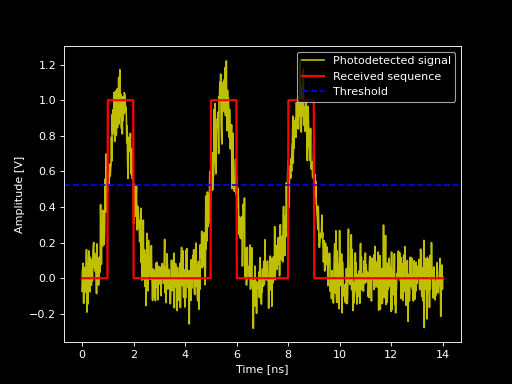 Photodetected signal
Received sequence
Threshold
1.2
1.0
0.8
0.6
0.4
0.2
0.0
−0.2
Amplitude [V]
0 2 4 6 8 10 12 14
Time [ns]